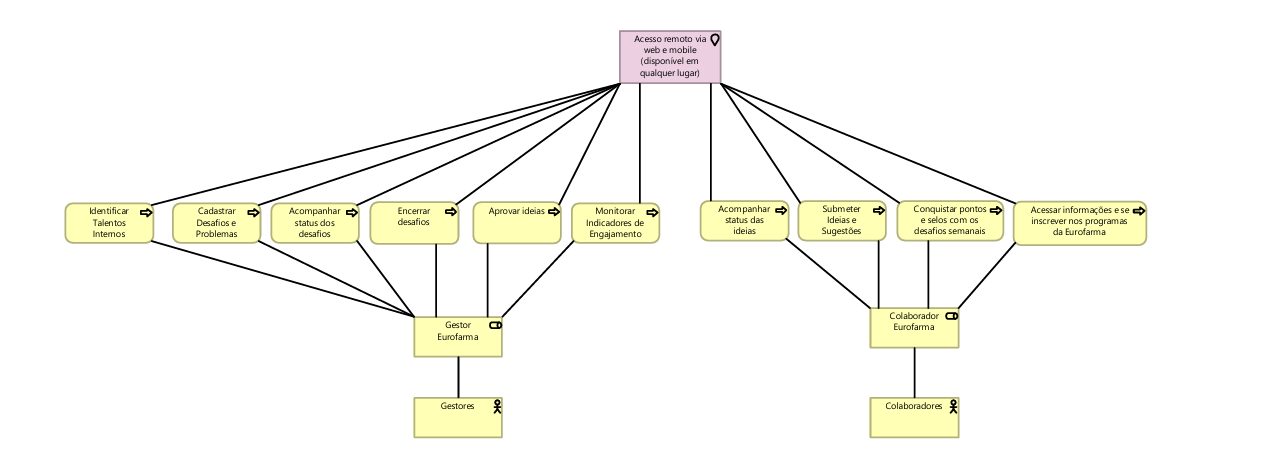 Acesso remoto via
web e mobile
(disponível em
qualquer lugar)
Identificar
Talentos
Internos
Cadastrar
Desafios e
Problemas
Acompanhar
status dos
desafios
Encerrar
desafios
Aprovar ideias
Monitorar
Indicadores de
Engajamento
Acompanhar
status das
ideias
Submeter
Ideias e
Sugestões
Conquistar pontos
e selos com os
desafios semanais
Acessar informações e se
inscrever nos programas
da Eurofarma
Gestor
Eurofarma
Colaborador
Eurofarma
Gestores
Colaboradores